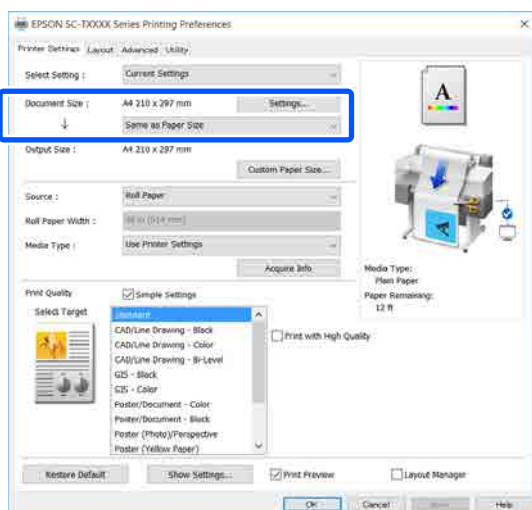 EPSON SC-TXXXX Series Printing Preferences
Printer Settings Layout Advanced Utility
Select Setting : Current Settings
Document Size : A4 210 x 297 mm Settings...
↓ Same as Paper Size
Output Size : A4 210 x 297 mm
Custom Paper Size...
Source : Roll Paper
Roll Paper Width :
Media Type : Use Printer Settings
Acquire Info
A
Media Type:
Plain Paper
Paper Remaining:
12 ft
Print Quality Simple Settings
Select Target
Standard
CAD/Line Drawing - Black
CAD/Line Drawing - Color
CAD/Line Drawing - Bi-Level
GIS - Black
GIS - Color
Poster/Document - Color
Poster/Document - Black
Poster (Photo)/Perspective
Poster (Yellow Paper)
Print with High Quality
Restore Default Show Settings... Print Preview Layout Manager
OK Cancel Help